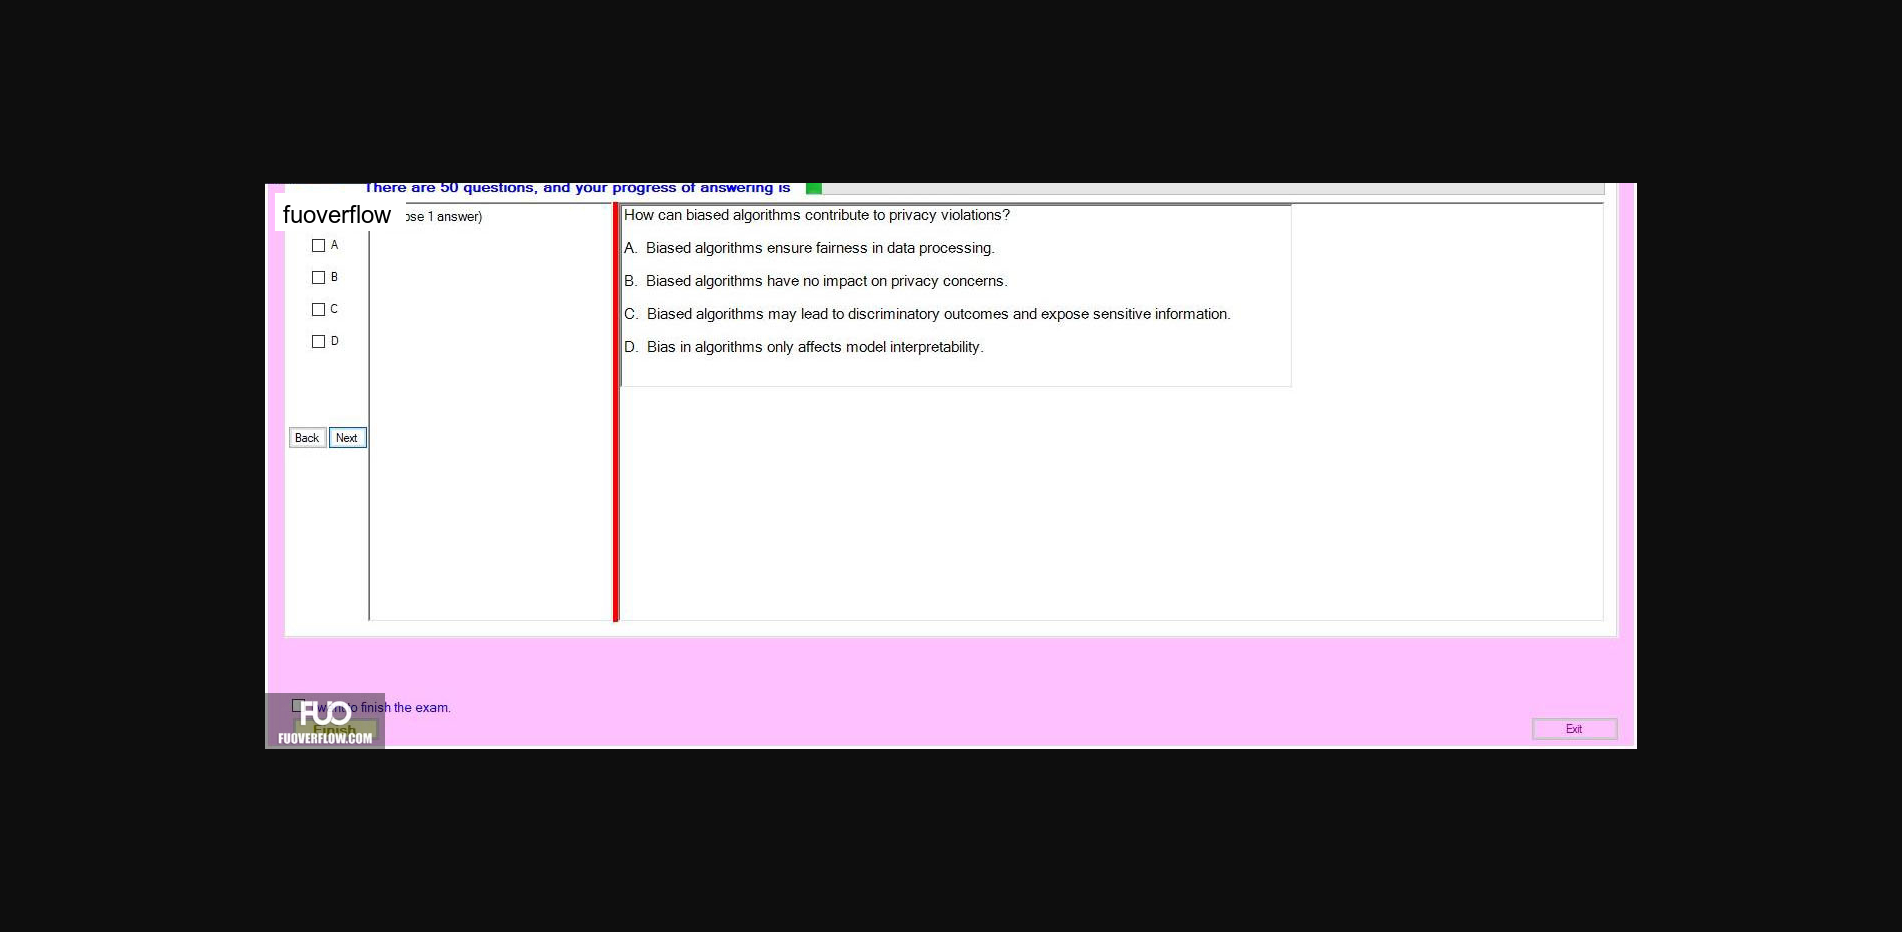 There are 50 questions, and your progress of answering is
fuoverflow
ose 1 answer)
A
B
C
D
Back
Next
How can biased algorithms contribute to privacy violations?
A. Biased algorithms ensure fairness in data processing.
B. Biased algorithms have no impact on privacy concerns.
C. Biased algorithms may lead to discriminatory outcomes and expose sensitive information.
D. Bias in algorithms only affects model interpretability.
I want to finish the exam.
Finish
FUO
FUOVERFLOW.COM
Exit